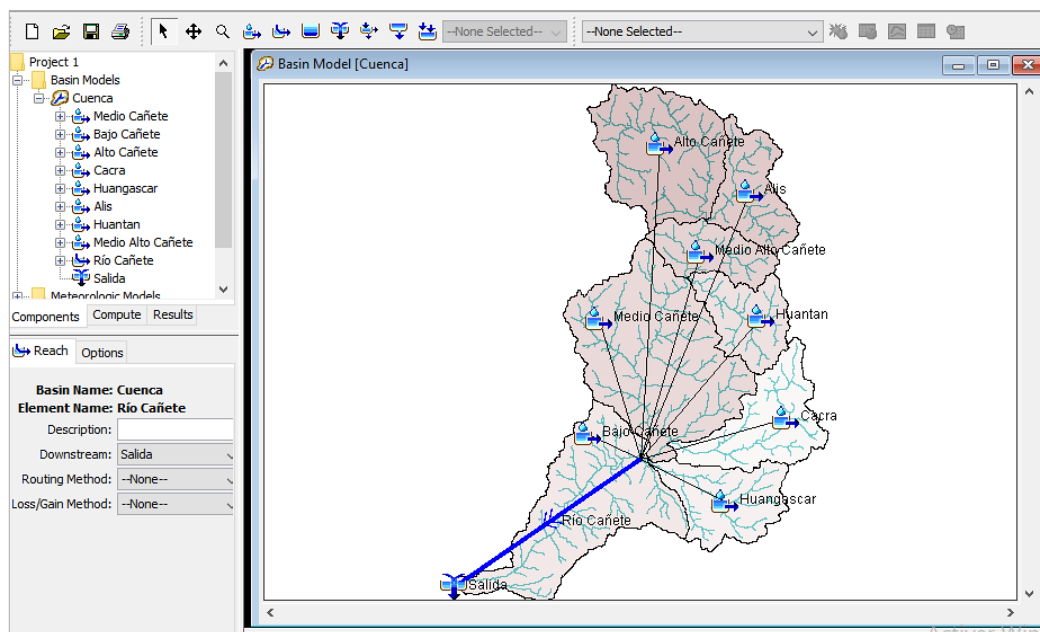 --None Selected--
--None Selected--
Project 1
Basin Models
Cuenca
Medio Cañete
Bajo Cañete
Alto Cañete
Cacra
Huangascar
Alis
Huantan
Medio Alto Cañete
Río Cañete
Salida
Meteorologic Models
Components
Compute
Results
Reach
Options
Basin Name: Cuenca
Element Name: Río Cañete
Description:
Downstream: Salida
Routing Method: --None--
Loss/Gain Method: --None--
Basin Model [Cuenca]
Alto Cañete
Alis
Medio Alto Cañete
Medio Cañete
Huantan
Cacra
Bajo Cañete
Huangascar
Río Cañete
Salida